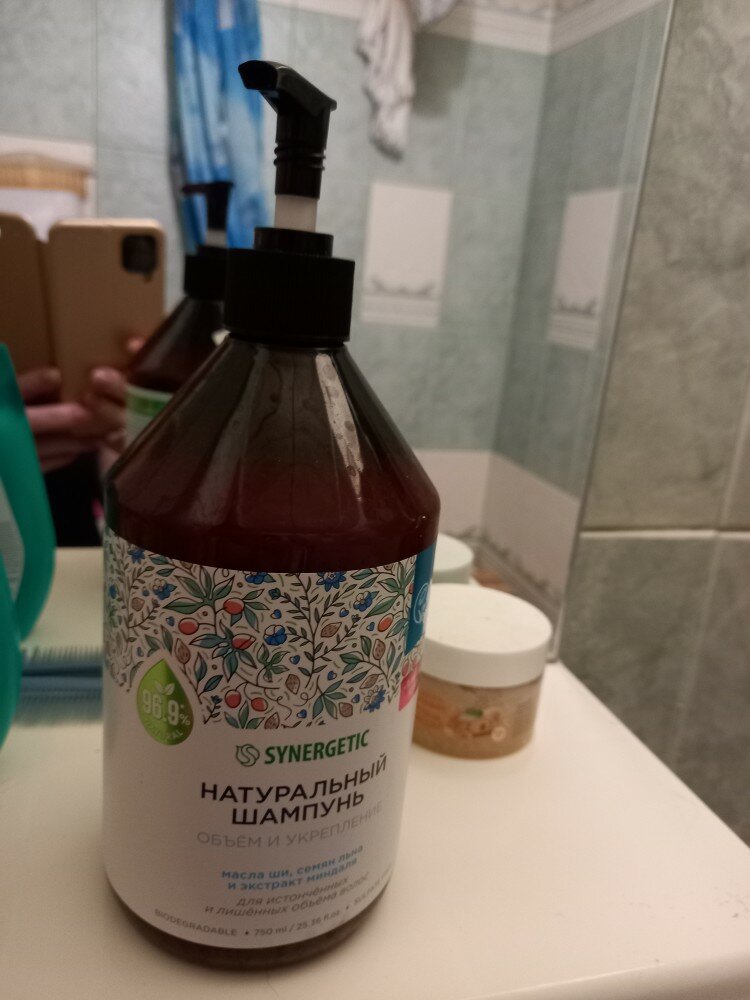 96.9%
NATURAL
SYNERGETIC
НАТУРАЛЬНЫЙ
ШАМПУНЬ
ОБЪЁМ И УКРЕПЛЕНИЕ
масла ши, семян льна
и экстракт миндаля
для истончённых
и лишённых объёма волос
BIODEGRADABLE • 750 ml / 25.36 fl.oz. •